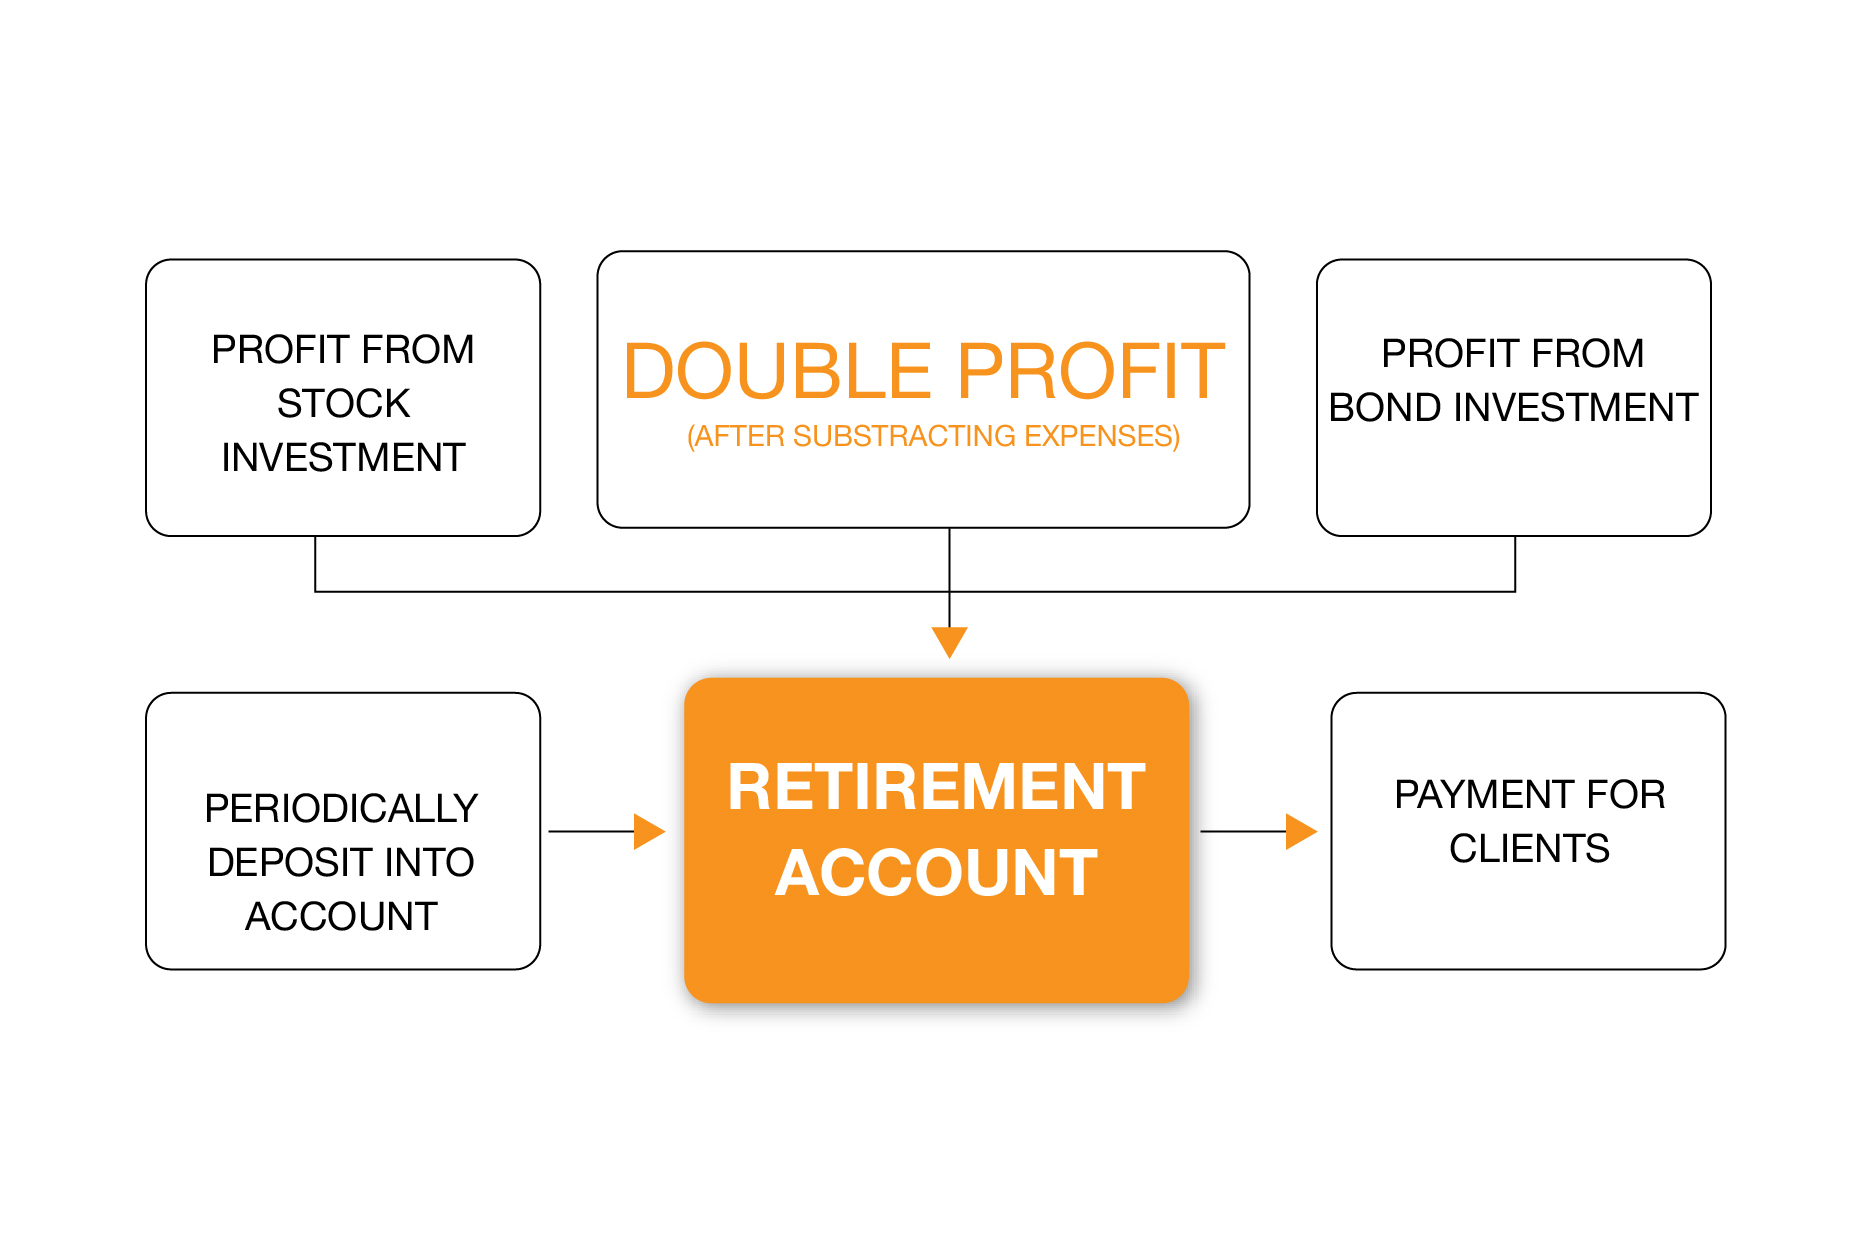 PROFIT FROM
STOCK
INVESTMENT
DOUBLE PROFIT
(AFTER SUBSTRACTING EXPENSES)
PROFIT FROM
BOND INVESTMENT
PERIODICALLY
DEPOSIT INTO
ACCOUNT
RETIREMENT
ACCOUNT
PAYMENT FOR
CLIENTS